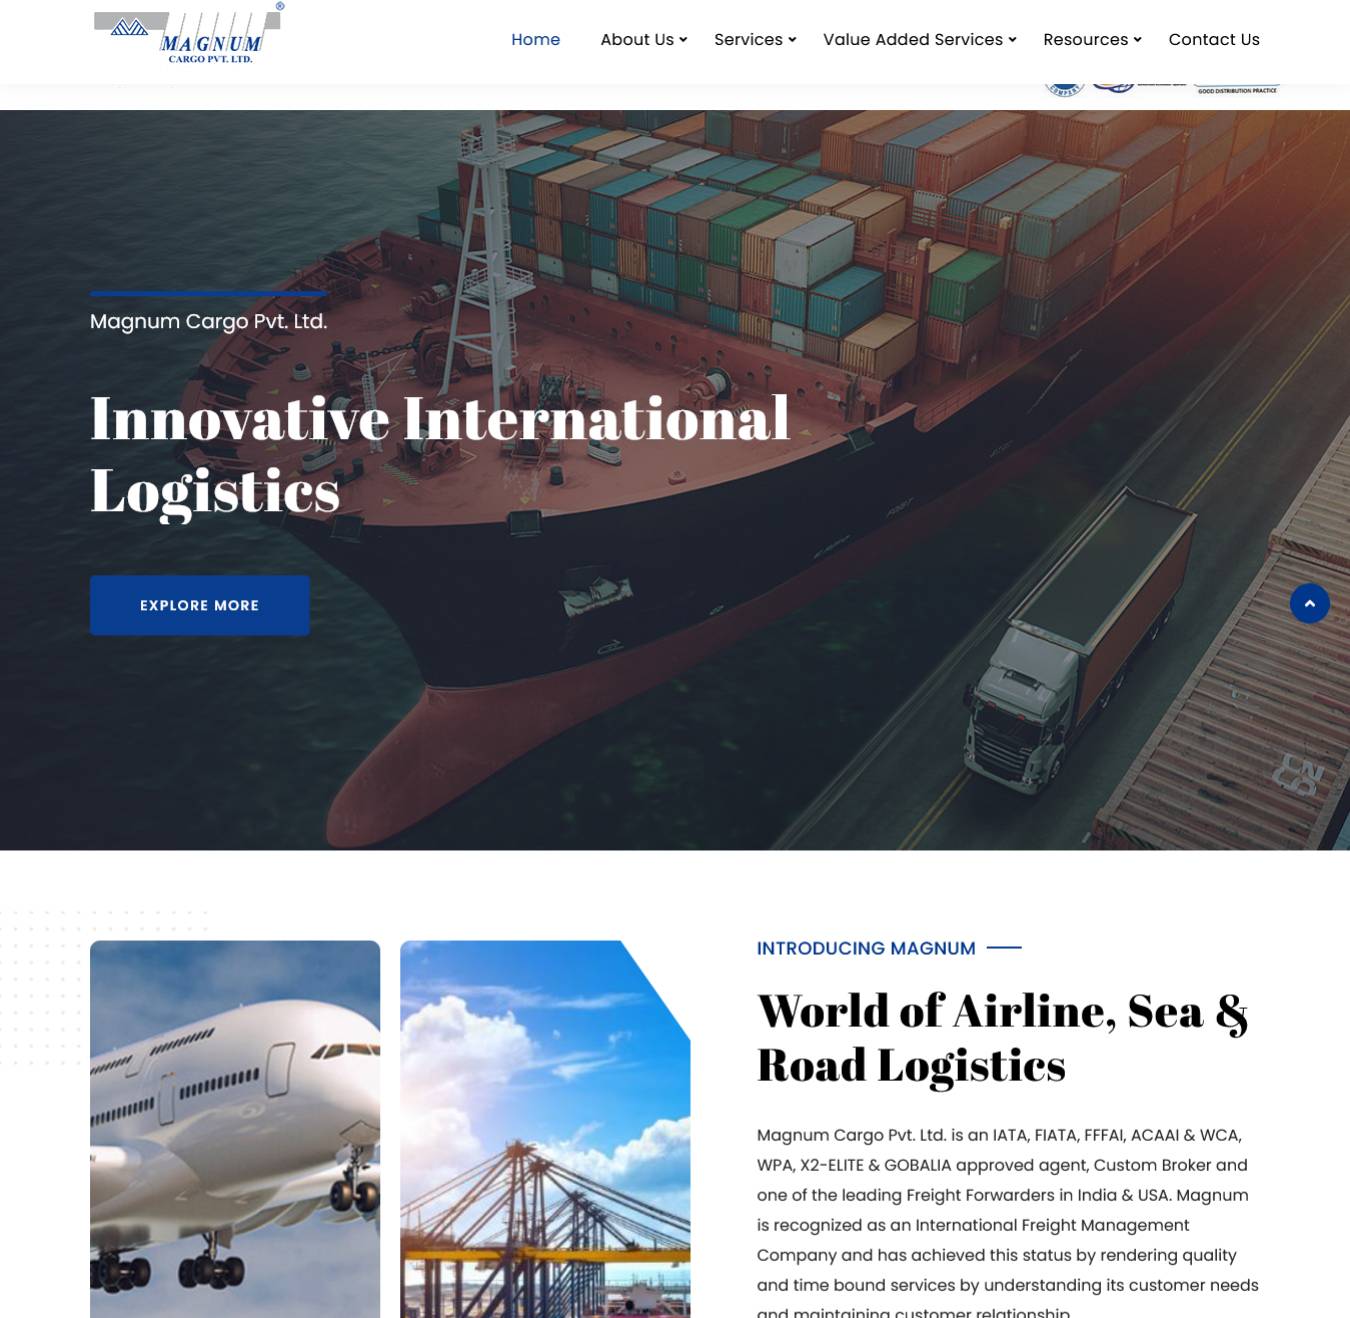 ®
MAGNUM
CARGO PVT. LTD.
Home
About Us
Services
Value Added Services
Resources
Contact Us
COMPANY
GOOD DISTRIBUTION PRACTICE
Magnum Cargo Pvt. Ltd.
Innovative International
Logistics
EXPLORE MORE
INTRODUCING MAGNUM
World of Airline, Sea &
Road Logistics
Magnum Cargo Pvt. Ltd. is an IATA, FIATA, FFFAI, ACAAI & WCA,
WPA, X2-ELITE & GOBALIA approved agent, Custom Broker and
one of the leading Freight Forwarders in India & USA. Magnum
is recognized as an International Freight Management
Company and has achieved this status by rendering quality
and time bound services by understanding its customer needs
and maintaining customer relationship.